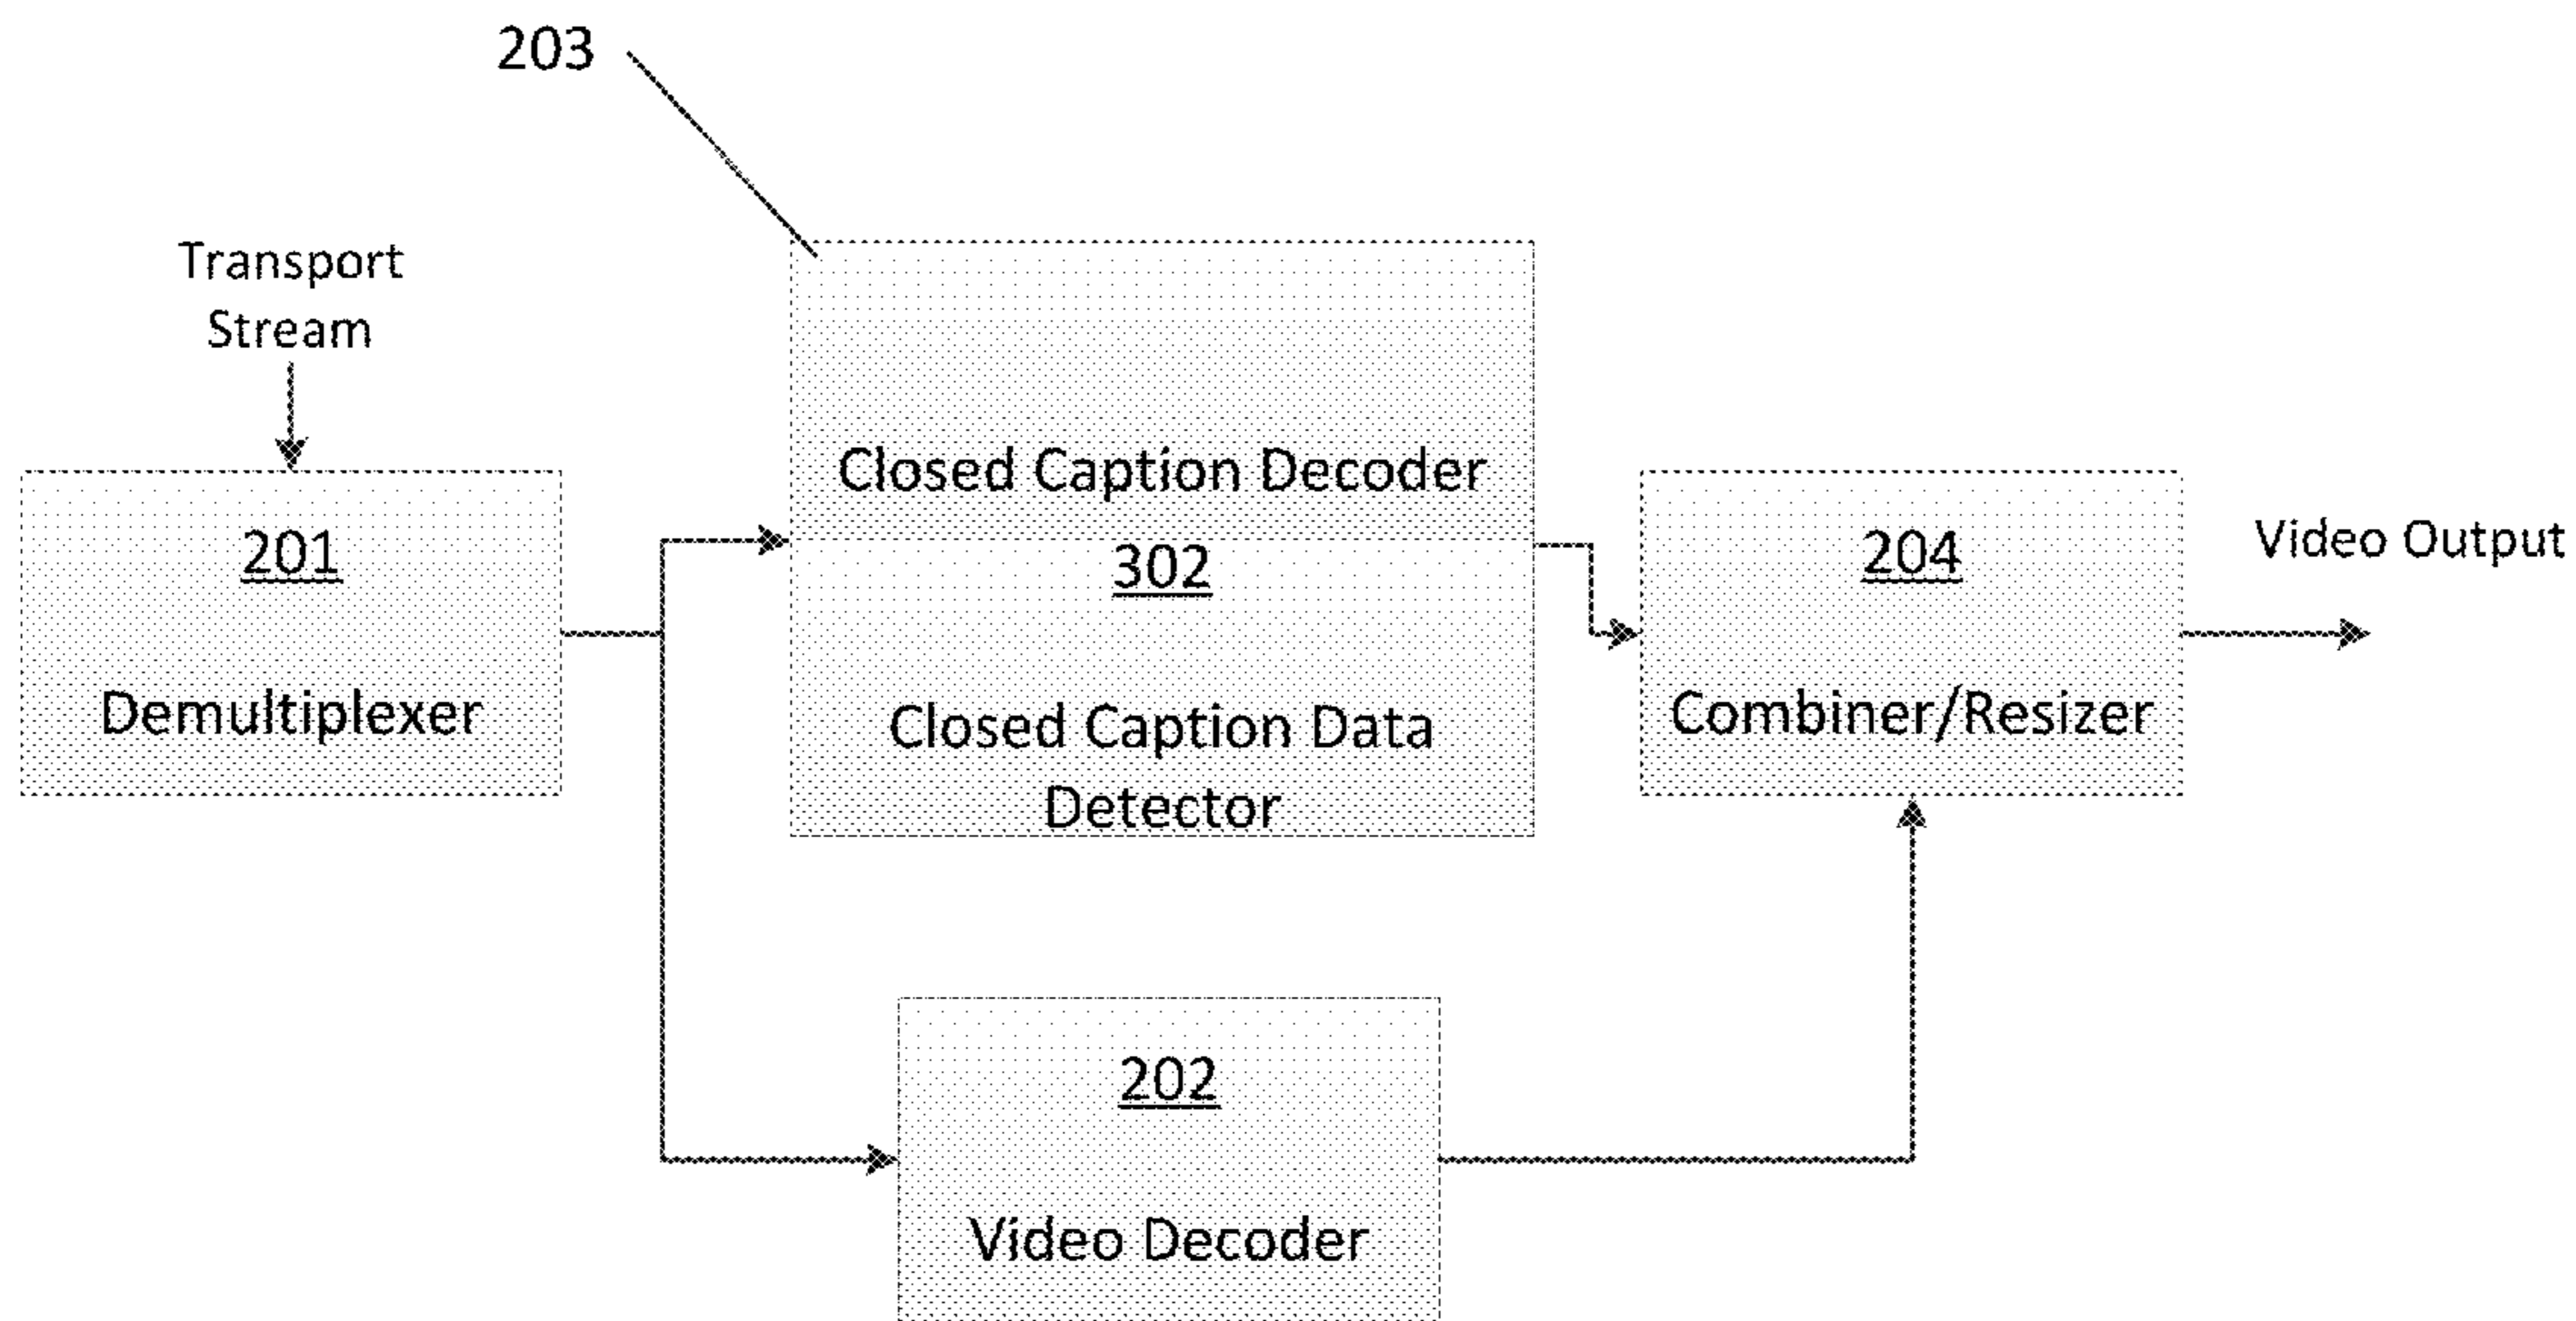 203
Transport
Stream
201
Demultiplexer
Closed Caption Decoder
302
Closed Caption Data
Detector
204
Combiner/Resizer
Video Output
202
Video Decoder